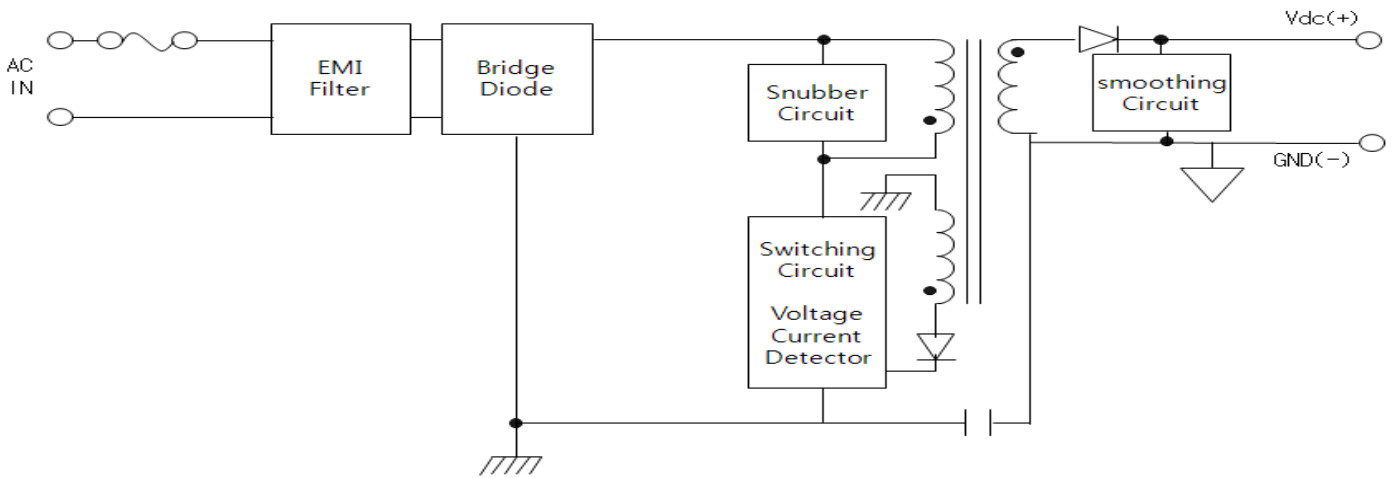 AC
IN
EMI
Filter
Bridge
Diode
Snubber
Circuit
Switching
Circuit
Voltage
Current
Detector
smoothing
Circuit
Vdc(+)
GND(-)